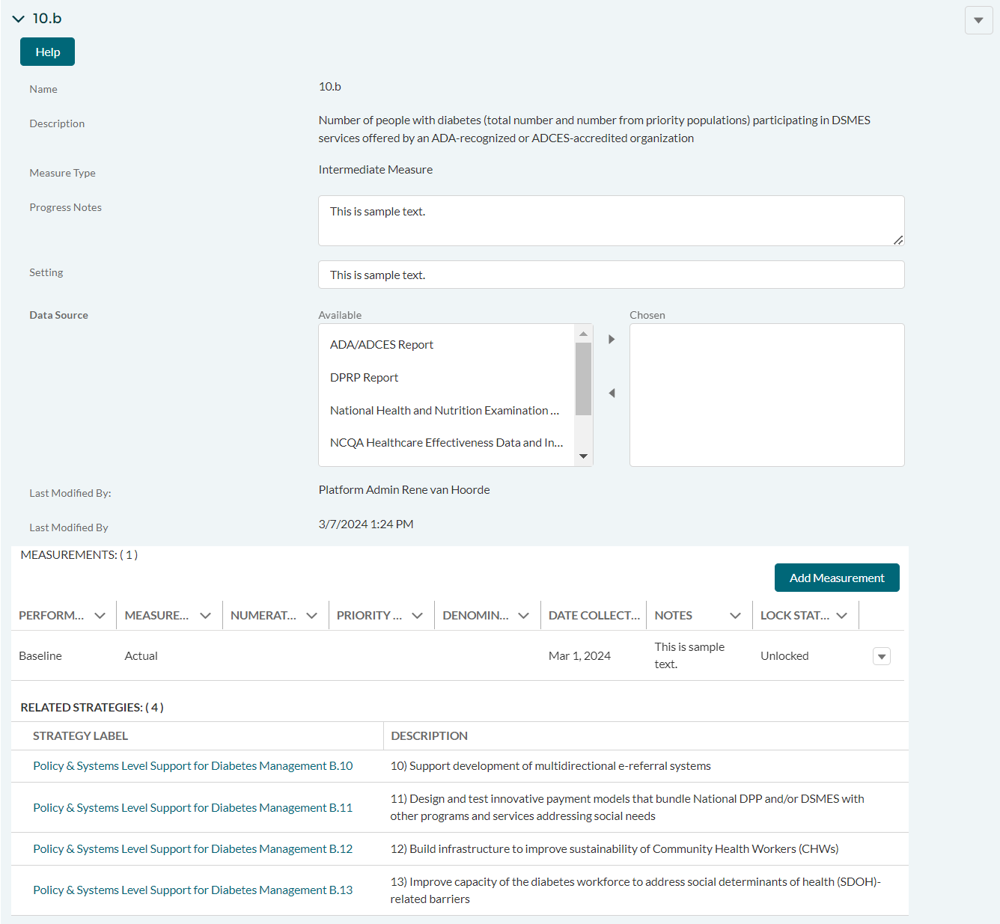 10.b
Help
Name
10.b
Description
Number of people with diabetes (total number and number from priority populations) participating in DSMES
services offered by an ADA-recognized or ADCES-accredited organization
Measure Type
Intermediate Measure
Progress Notes
This is sample text.
Setting
This is sample text.
Data Source
Available
Chosen
ADA/ADCES Report
DPRP Report
National Health and Nutrition Examination ...
NCQA Healthcare Effectiveness Data and In...
Last Modified By:
Platform Admin Rene van Hoorde
Last Modified By
3/7/2024 1:24 PM
MEASUREMENTS: ( 1 )
Add Measurement
PERFORM... MEASURE... NUMERAT... PRIORITY ... DENOMIN... DATE COLLECT... NOTES LOCK STAT...
Baseline Actual Mar 1, 2024 This is sample
text. Unlocked
RELATED STRATEGIES: ( 4 )
STRATEGY LABEL DESCRIPTION
Policy & Systems Level Support for Diabetes Management B.10
10) Support development of multidirectional e-referral systems
Policy & Systems Level Support for Diabetes Management B.11
11) Design and test innovative payment models that bundle National DPP and/or DSMES with
other programs and services addressing social needs
Policy & Systems Level Support for Diabetes Management B.12
12) Build infrastructure to improve sustainability of Community Health Workers (CHWs)
Policy & Systems Level Support for Diabetes Management B.13
13) Improve capacity of the diabetes workforce to address social determinants of health (SDOH)-
related barriers